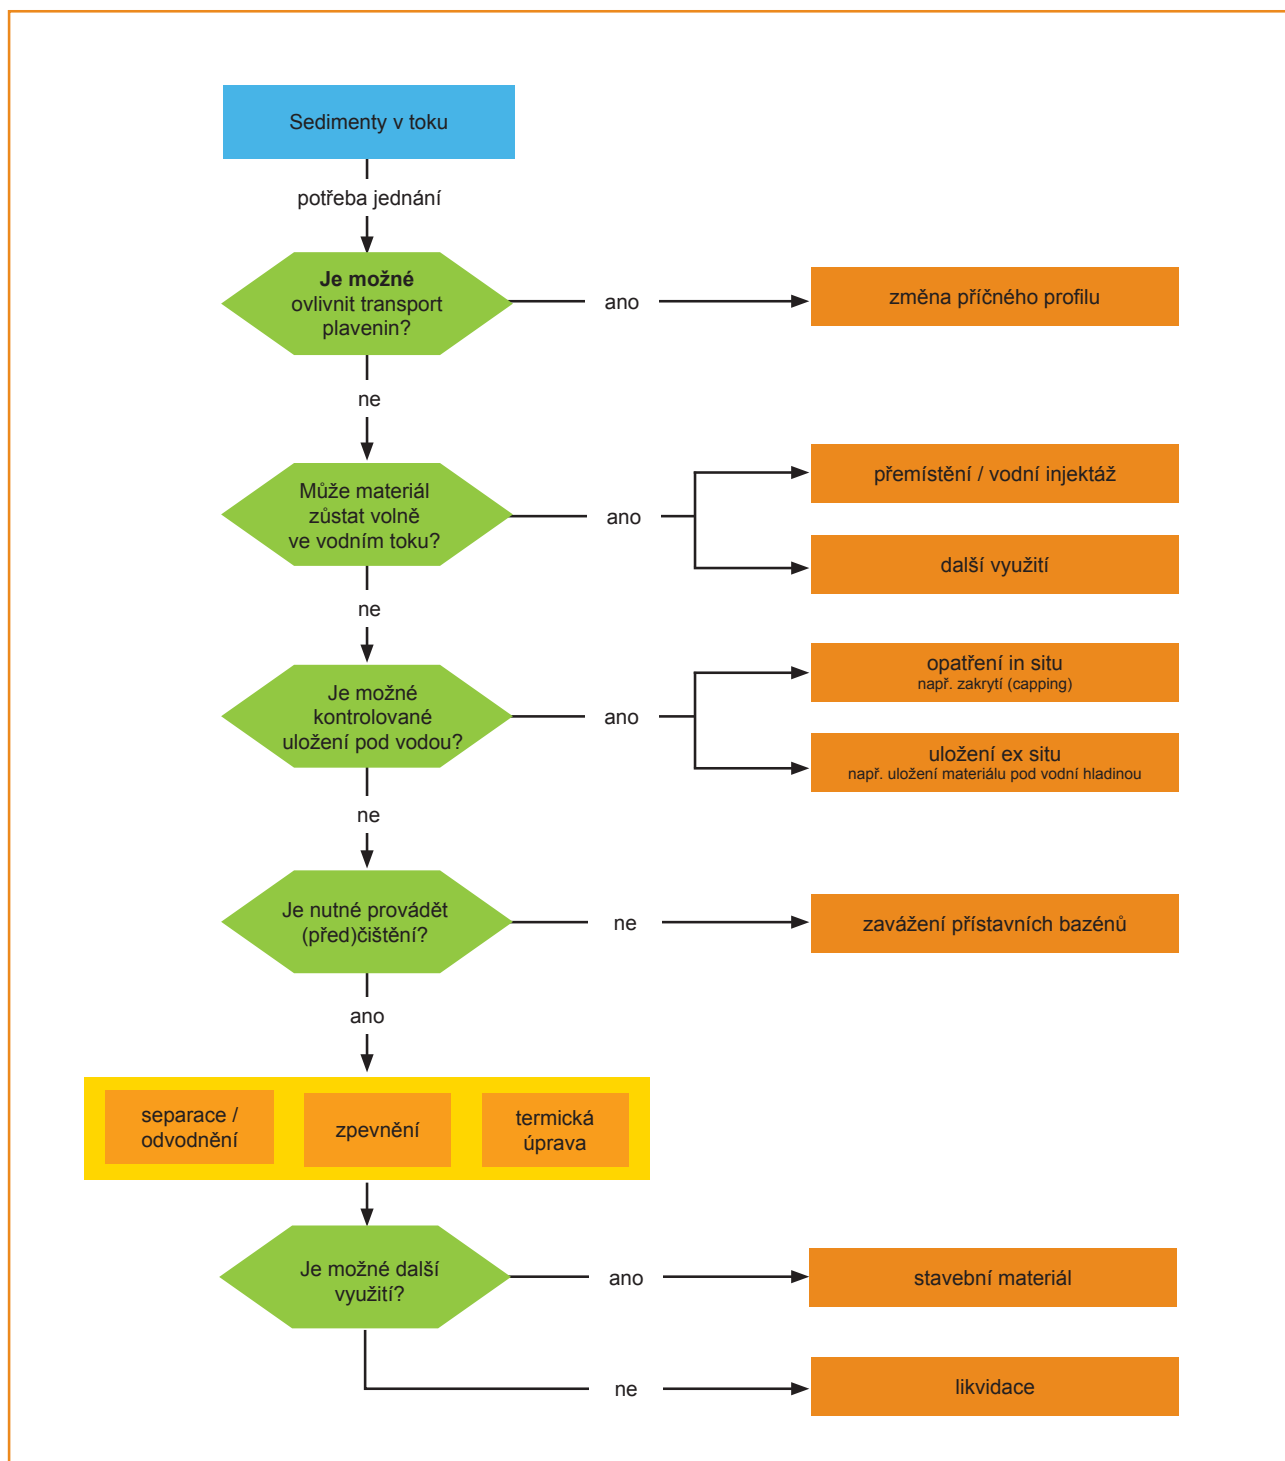 Sedimenty v toku
potřeba jednání
Je možné
ovlivnit transport
plavenin?
ano
změna příčného profilu
ne
Může materiál
zůstat volně
ve vodním toku?
ano
přemístění / vodní injektáž
další využití
ne
Je možné
kontrolované
uložení pod vodou?
ano
opatření in situ
např. zakrytí (capping)
uložení ex situ
např. uložení materiálu pod vodní hladinou
ne
Je nutné provádět
(před)čištění?
ne
zavážení přístavních bazénů
ano
separace /
odvodnění
zpevnění
termická
úprava
Je možné další
využití?
ano
stavební materiál
ne
likvidace